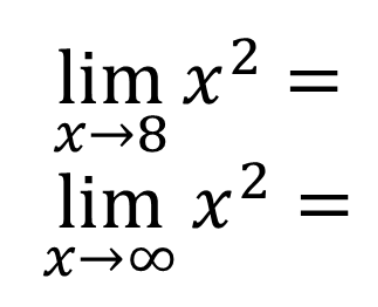 lim x² =
x→8
lim x² =
x→∞